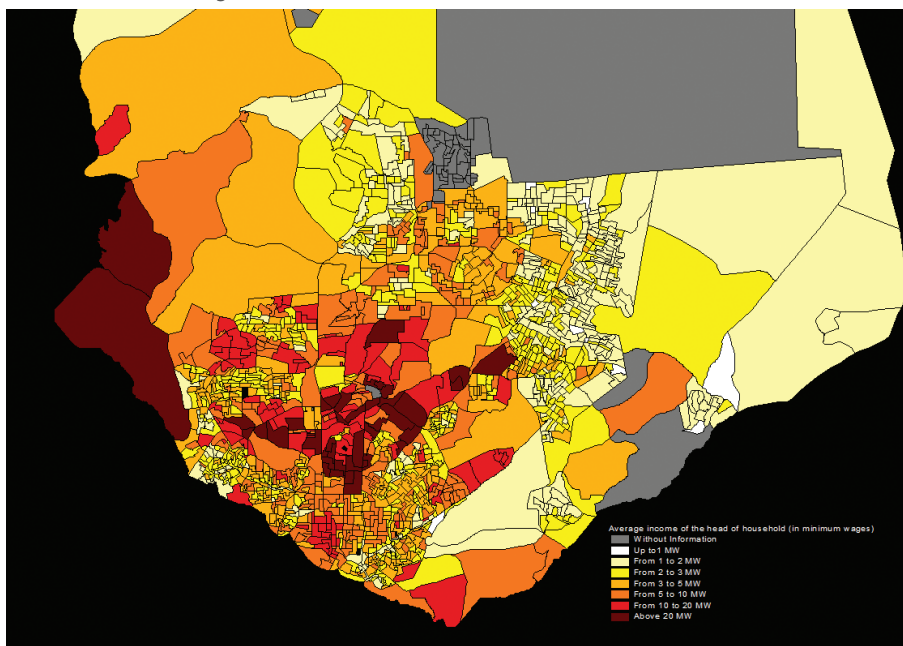 Average income of the head of household (in minimum wages)
Without Information
Up to1 MW
From 1 to 2 MW
From 2 to 3 MW
From 3 to 5 MW
From 5 to 10 MW
From 10 to 20 MW
Above 20 MW